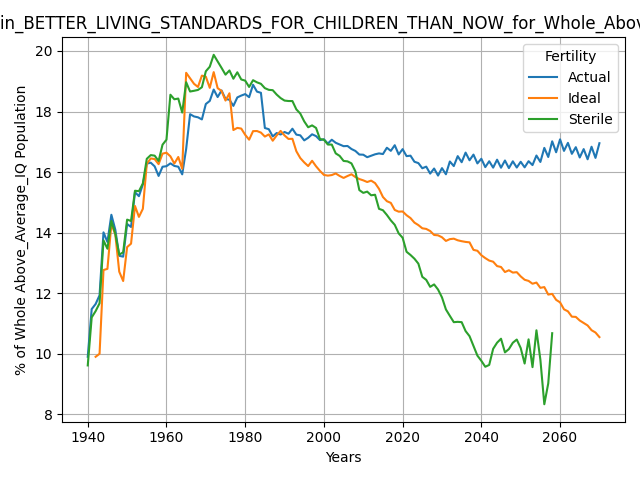 in_BETTER_LIVING_STANDARDS_FOR_CHILDREN_THAN_NOW_for_Whole_Abov
% of Whole Above_Average_IQ Population
20
18
16
14
12
10
8
1940 1960 1980 2000 2020 2040 2060
Years
Fertility
Actual
Ideal
Sterile